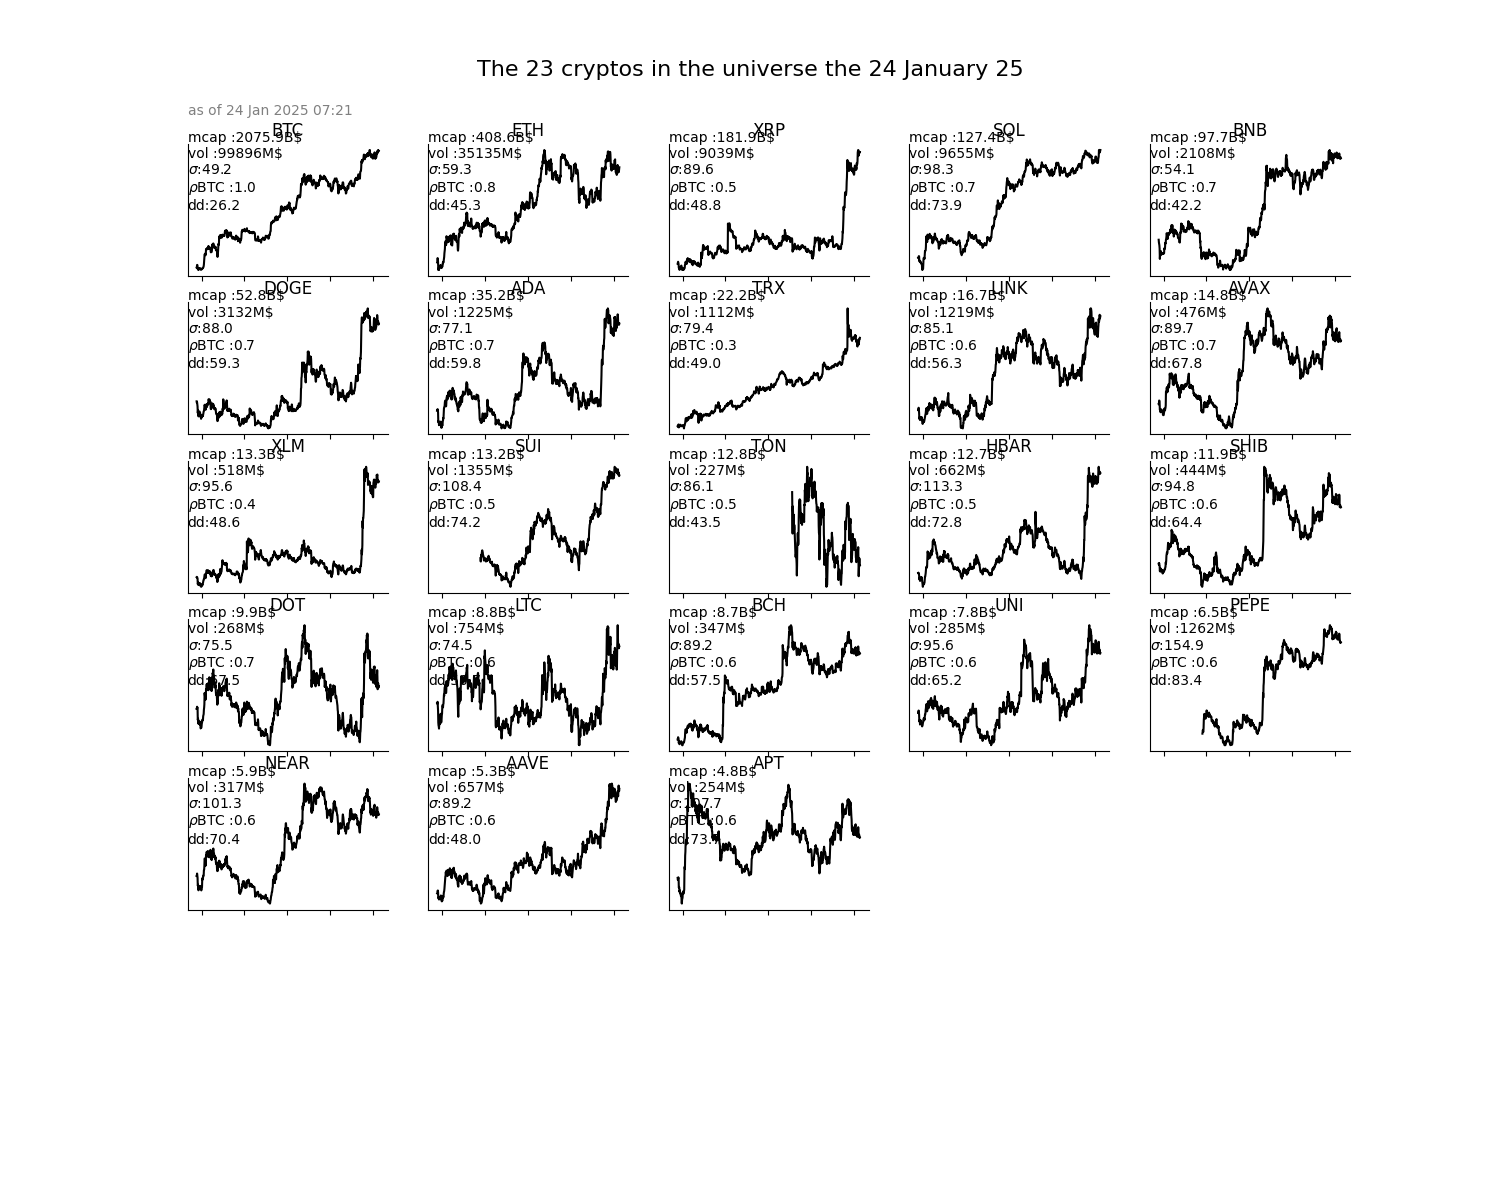 The 23 cryptos in the universe the 24 January 25
as of 24 Jan 2025 07:21
BTC
mcap :2075.9B$
vol :99896M$
σ:49.2
ρBTC :1.0
dd:26.2
ETH
mcap :408.6B$
vol :35135M$
σ:59.3
ρBTC :0.8
dd:45.3
XRP
mcap :181.9B$
vol :9039M$
σ:89.6
ρBTC :0.5
dd:48.8
SOL
mcap :127.4B$
vol :9655M$
σ:98.3
ρBTC :0.7
dd:73.9
BNB
mcap :97.7B$
vol :2108M$
σ:54.1
ρBTC :0.7
dd:42.2
DOGE
mcap :52.8B$
vol :3132M$
σ:88.0
ρBTC :0.7
dd:59.3
ADA
mcap :35.2B$
vol :1225M$
σ:77.1
ρBTC :0.7
dd:59.8
TRX
mcap :22.2B$
vol :1112M$
σ:79.4
ρBTC :0.3
dd:49.0
LINK
mcap :16.7B$
vol :1219M$
σ:85.1
ρBTC :0.6
dd:56.3
AVAX
mcap :14.8B$
vol :476M$
σ:89.7
ρBTC :0.7
dd:67.8
XLM
mcap :13.3B$
vol :518M$
σ:95.6
ρBTC :0.4
dd:48.6
SUI
mcap :13.2B$
vol :1355M$
σ:108.4
ρBTC :0.5
dd:74.2
TON
mcap :12.8B$
vol :227M$
σ:86.1
ρBTC :0.5
dd:43.5
HBAR
mcap :12.7B$
vol :662M$
σ:113.3
ρBTC :0.5
dd:72.8
SHIB
mcap :11.9B$
vol :444M$
σ:94.8
ρBTC :0.6
dd:64.4
DOT
mcap :9.9B$
vol :268M$
σ:75.5
ρBTC :0.7
LTC
mcap :8.8B$
vol :754M$
σ:74.5
ρBTC :0.6
BCH
mcap :8.7B$
vol :347M$
σ:89.2
ρBTC :0.6
dd:57.5
UNI
mcap :7.8B$
vol :285M$
σ:95.6
ρBTC :0.6
dd:65.2
PEPE
mcap :6.5B$
vol :1262M$
σ:154.9
ρBTC :0.6
dd:83.4
NEAR
mcap :5.9B$
vol :317M$
σ:101.3
ρBTC :0.6
dd:70.4
AAVE
mcap :5.3B$
vol :657M$
σ:89.2
ρBTC :0.6
dd:48.0
APT
mcap :4.8B$
vol :254M$
σ:107.7
ρBTC :0.6